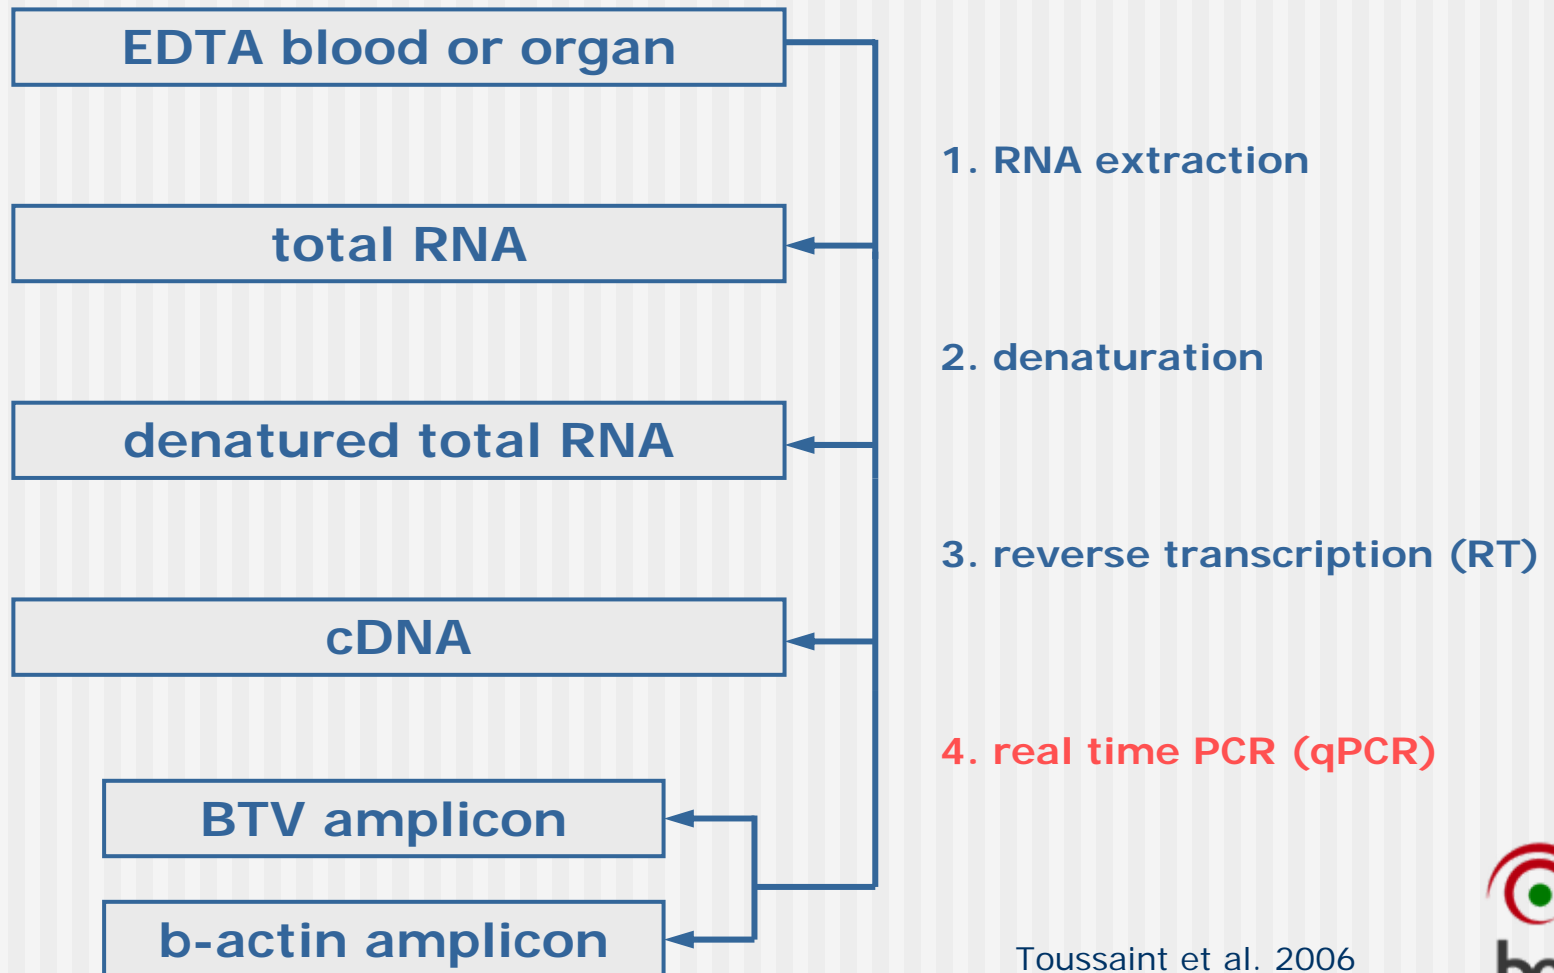 EDTA blood or organ
1. RNA extraction
total RNA
2. denaturation
denatured total RNA
3. reverse transcription (RT)
cDNA
4. real time PCR (qPCR)
BTV amplicon
b-actin amplicon
Toussaint et al. 2006